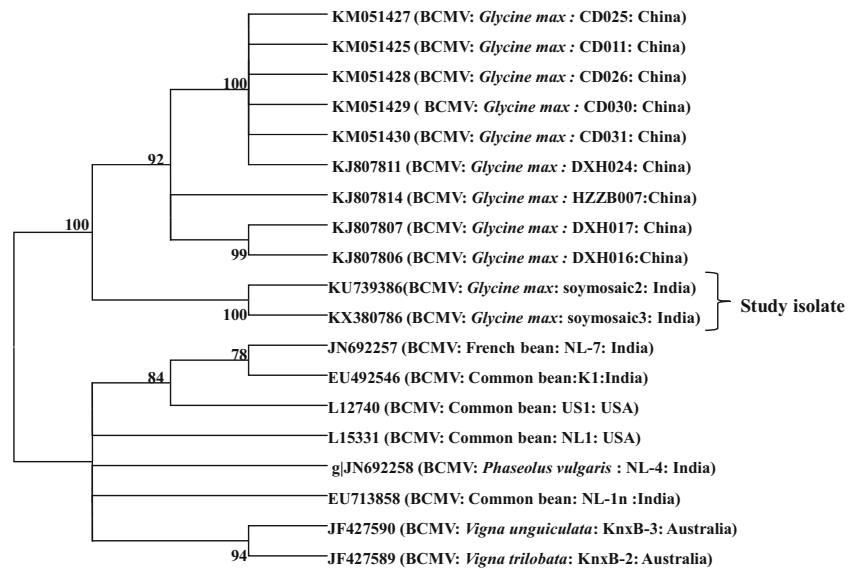 KM051427 (BCMV: Glycine max : CD025: China)
KM051425 (BCMV: Glycine max : CD011: China)
KM051428 (BCMV: Glycine max : CD026: China)
100
KM051429 ( BCMV: Glycine max : CD030: China)
KM051430 (BCMV: Glycine max : CD031: China)
92
KJ807811 (BCMV: Glycine max : DXH024: China)
KJ807814 (BCMV: Glycine max : HZZB007:China)
100
KJ807807 (BCMV: Glycine max : DXH017: China)
99
KJ807806 (BCMV: Glycine max : DXH016:China)
KU739386(BCMV: Glycine max: soymosaic2: India)
Study isolate
100
KX380786 (BCMV: Glycine max: soymosaic3: India)
JN692257 (BCMV: French bean: NL-7: India)
78
84
EU492546 (BCMV: Common bean:K1:India)
L12740 (BCMV: Common bean: US1: USA)
L15331 (BCMV: Common bean: NL1: USA)
g|JN692258 (BCMV: Phaseolus vulgaris : NL-4: India)
EU713858 (BCMV: Common bean: NL-1n :India)
JF427590 (BCMV: Vigna unguiculata: KnxB-3: Australia)
94
JF427589 (BCMV: Vigna trilobata: KnxB-2: Australia)